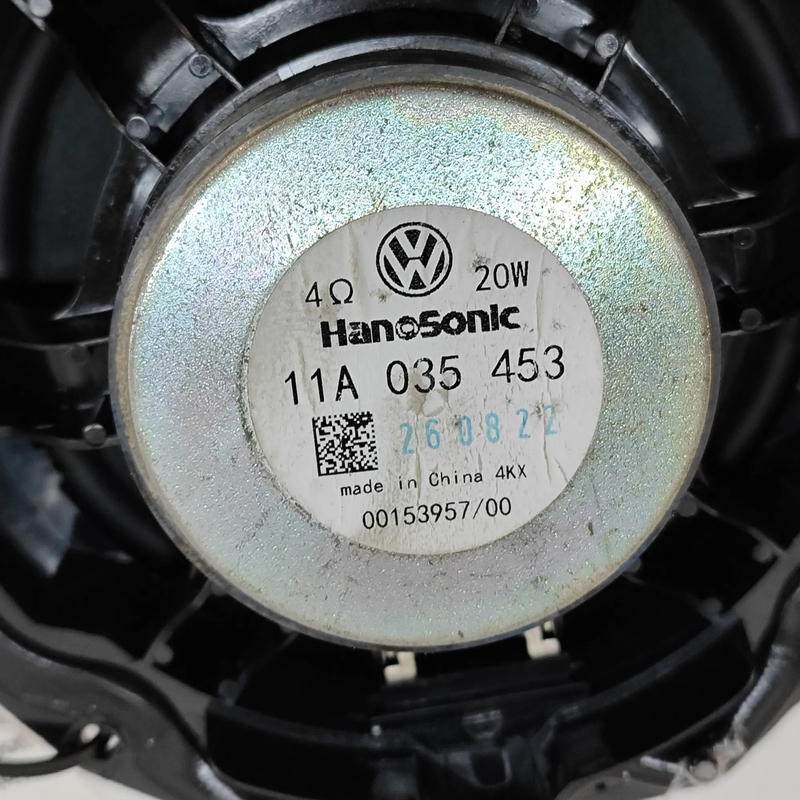 4Ω 20W
HanoSonic
11A 035 453
260822
made in China 4KX
00153957/00